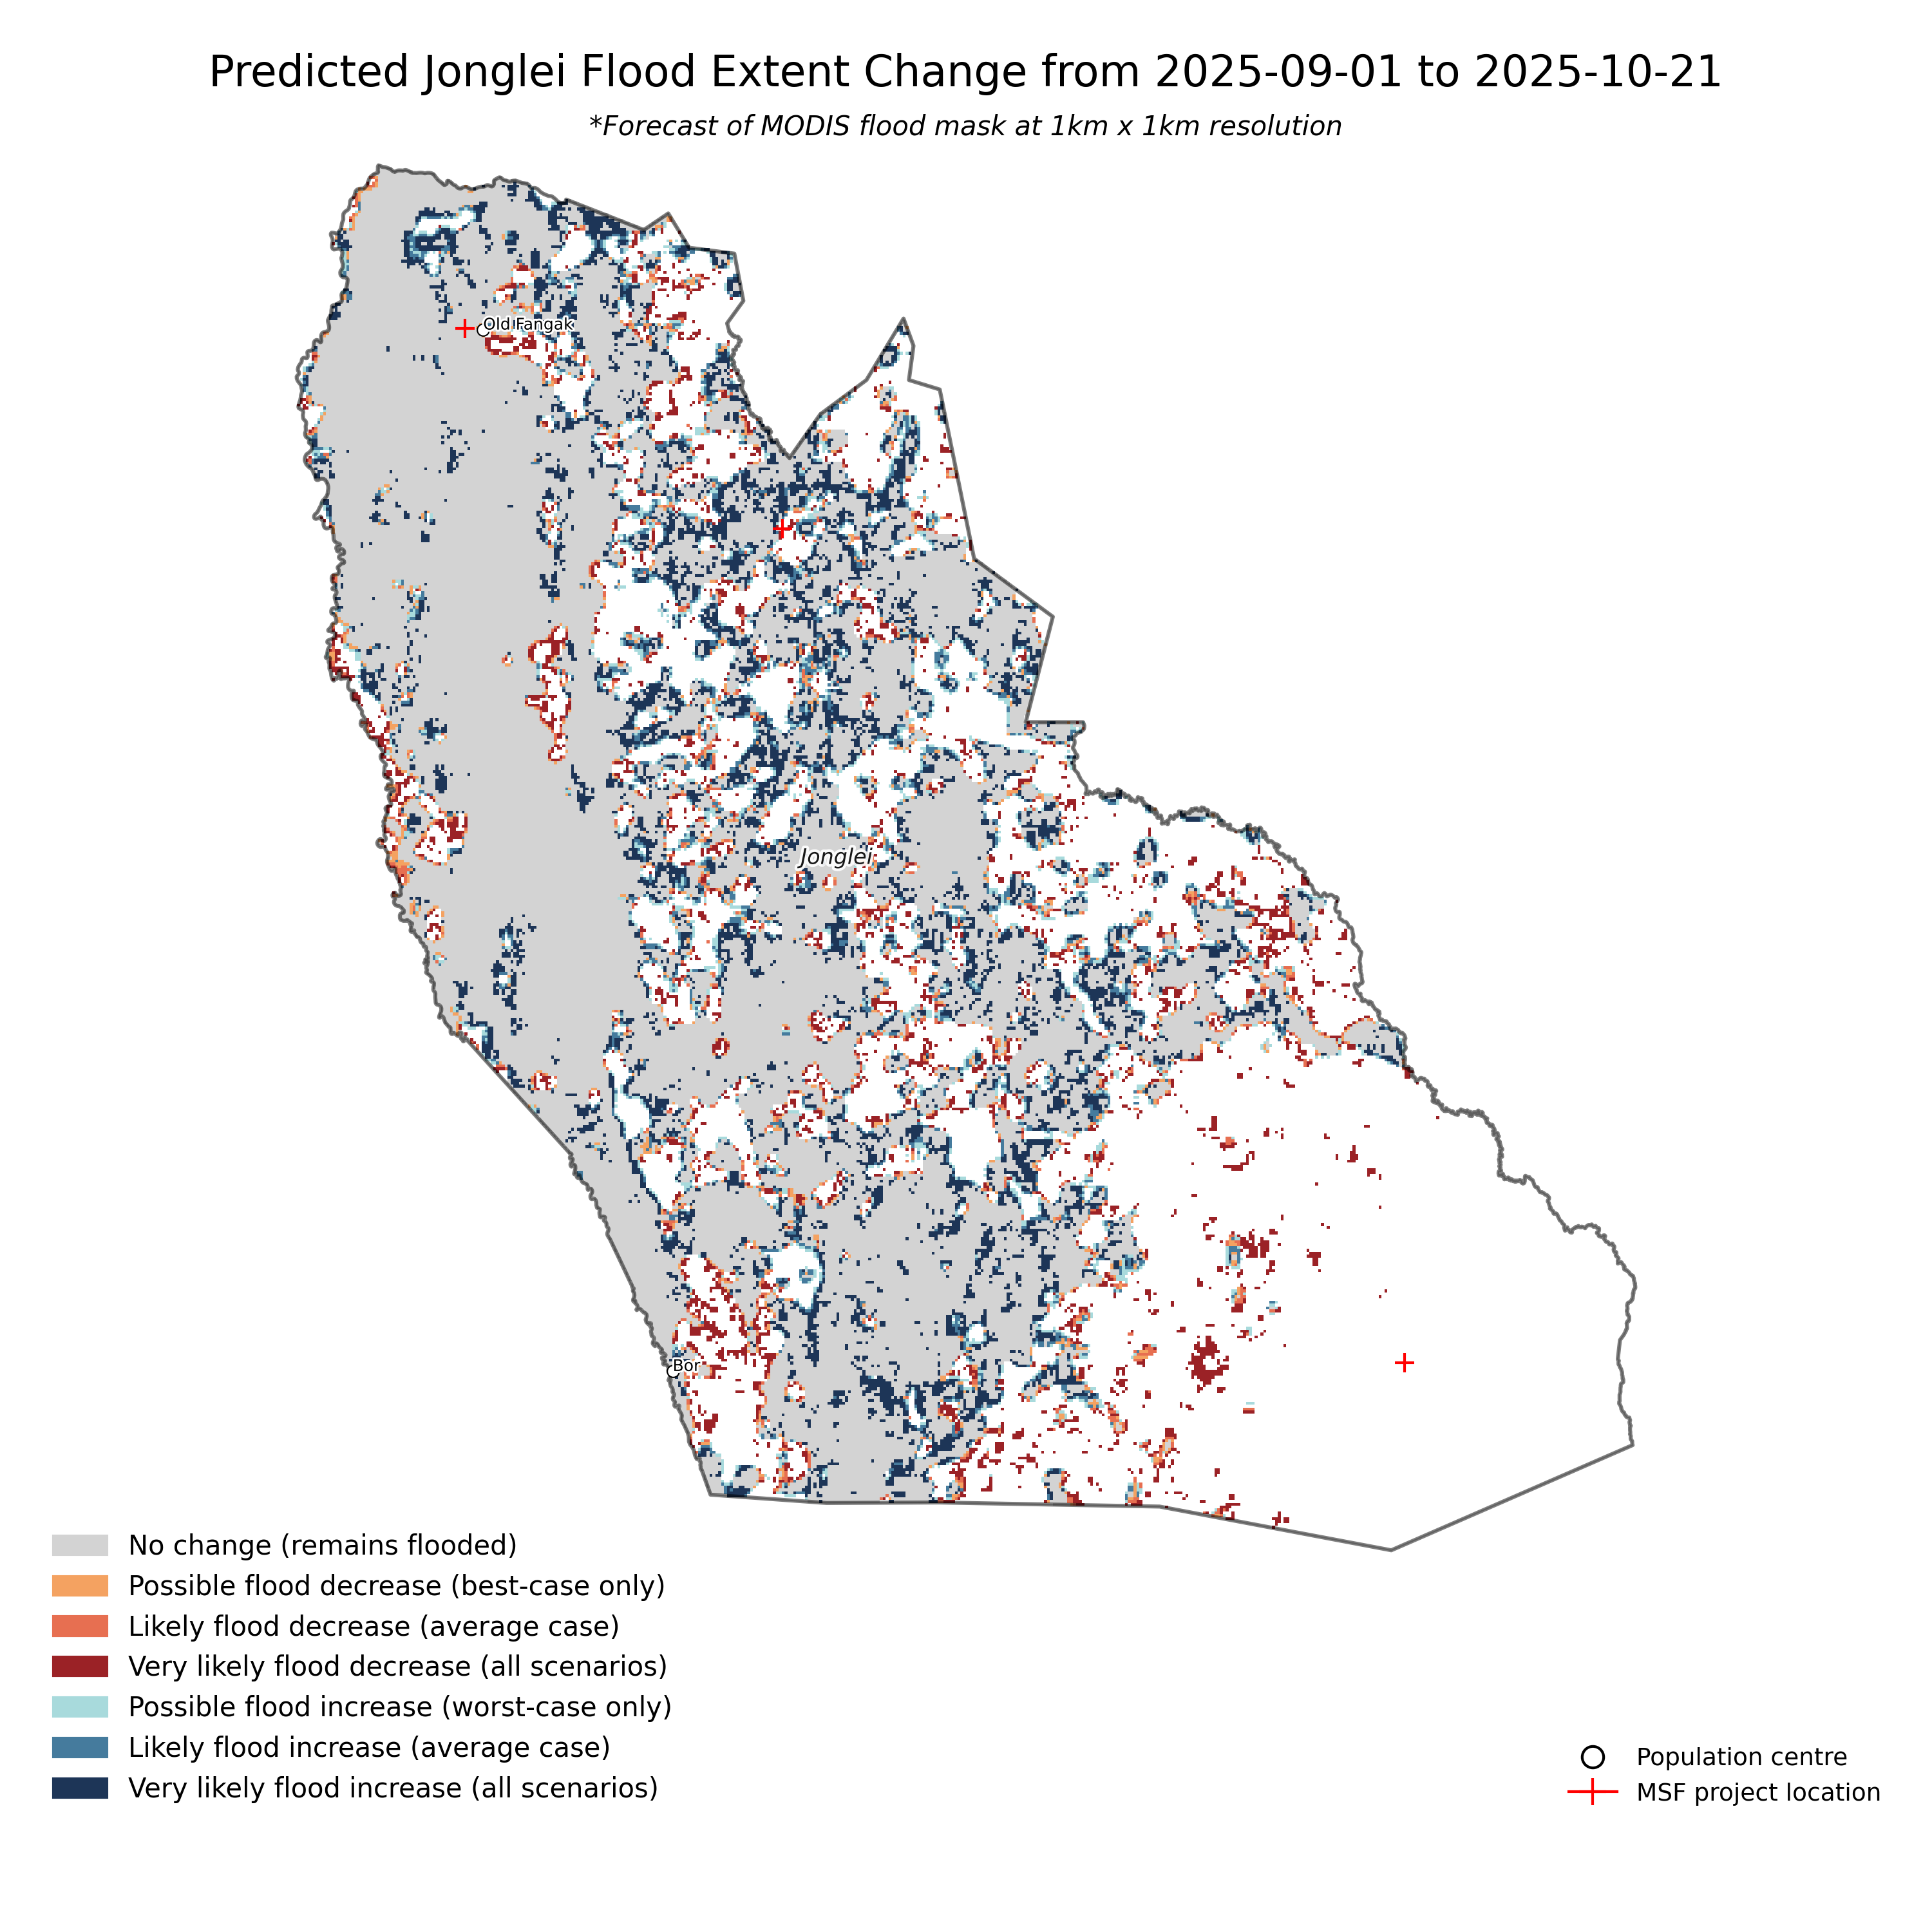 Predicted Jonglei Flood Extent Change from 2025-09-01 to 2025-10-21
*Forecast of MODIS flood mask at 1km x 1km resolution
Old Fangak
Jonglei
Bor
No change (remains flooded)
Possible flood decrease (best-case only)
Likely flood decrease (average case)
Very likely flood decrease (all scenarios)
Possible flood increase (worst-case only)
Likely flood increase (average case)
Very likely flood increase (all scenarios)
Population centre
MSF project location